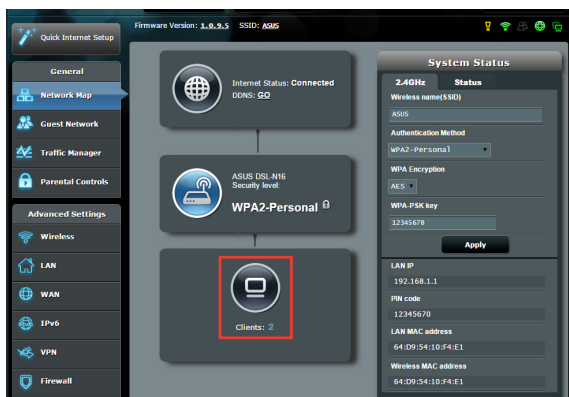 Quick Internet Setup
Firmware Version: 1.0.9.5 SSID: ASUS
General
Network Map
Guest Network
Traffic Manager
Parental Controls
Advanced Settings
Wireless
LAN
WAN
IPv6
VPN
Firewall
Internet Status: Connected
DDNS: GO
ASUS DSL-N16
Security level:
WPA2-Personal
Clients: 2
System Status
2.4GHz Status
Wireless name(SSID)
ASUS
Authentication Method
WPA2-Personal
WPA Encryption
AES
WPA-PSK key
12345678
Apply
LAN IP
192.168.1.1
PIN code
12345670
LAN MAC address
64:D9:54:10:F4:E1
Wireless MAC address
64:D9:54:10:F4:E1